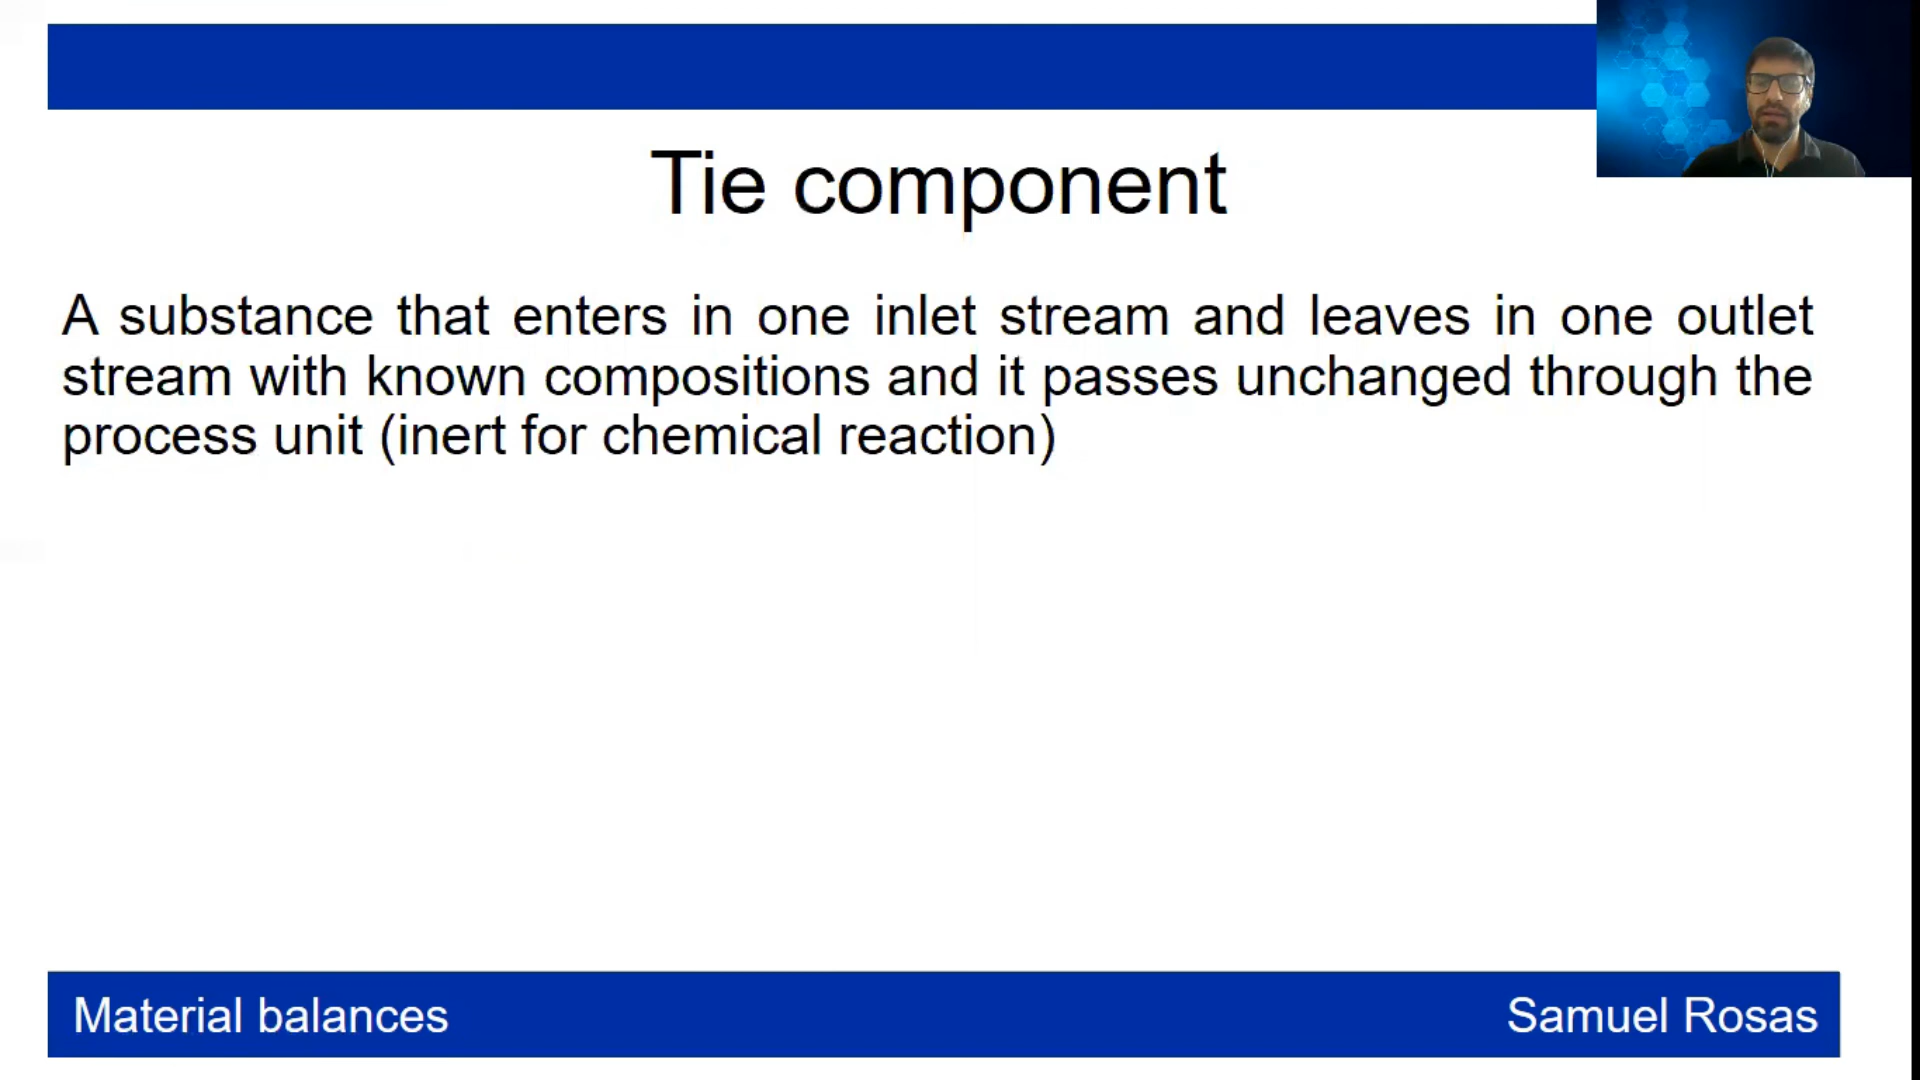 Tie component
A substance that enters in one inlet stream and leaves in one outlet
stream with known compositions and it passes unchanged through the
process unit (inert for chemical reaction)
Material balances
Samuel Rosas